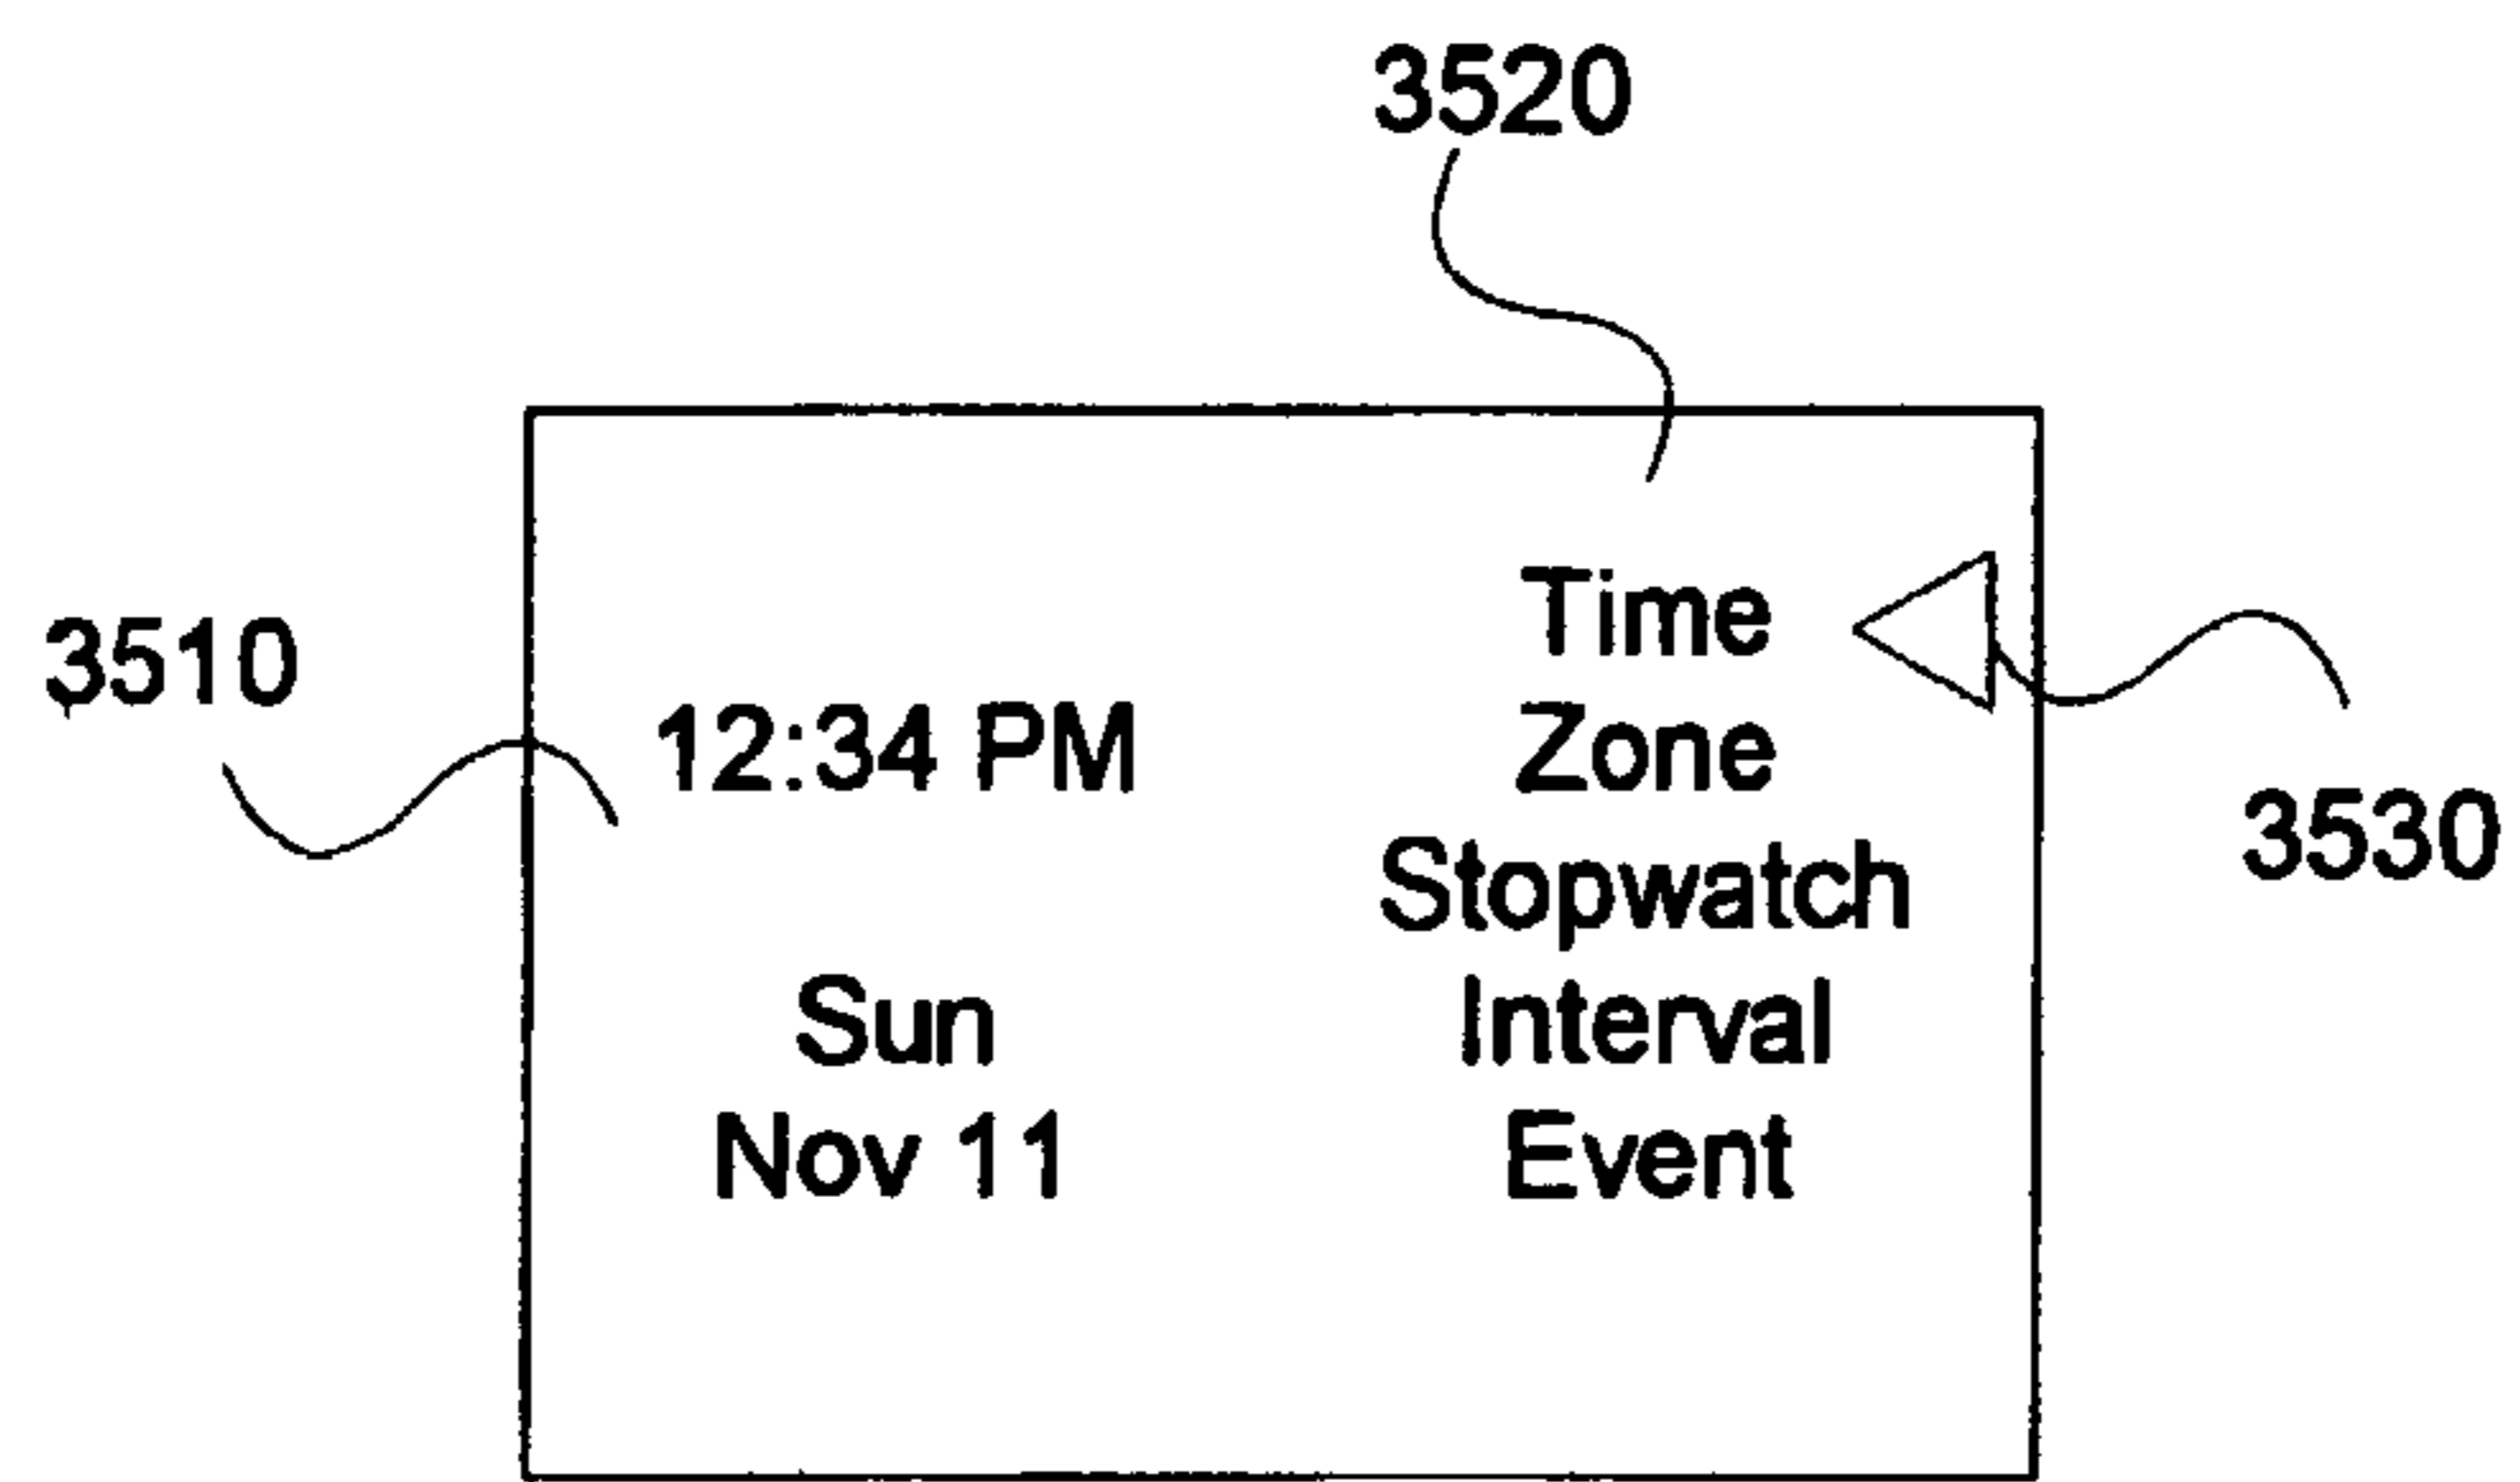 3520
3510
12:34 PM
Sun
Nov 11
Time
Zone
Stopwatch
Interval
Event
3530